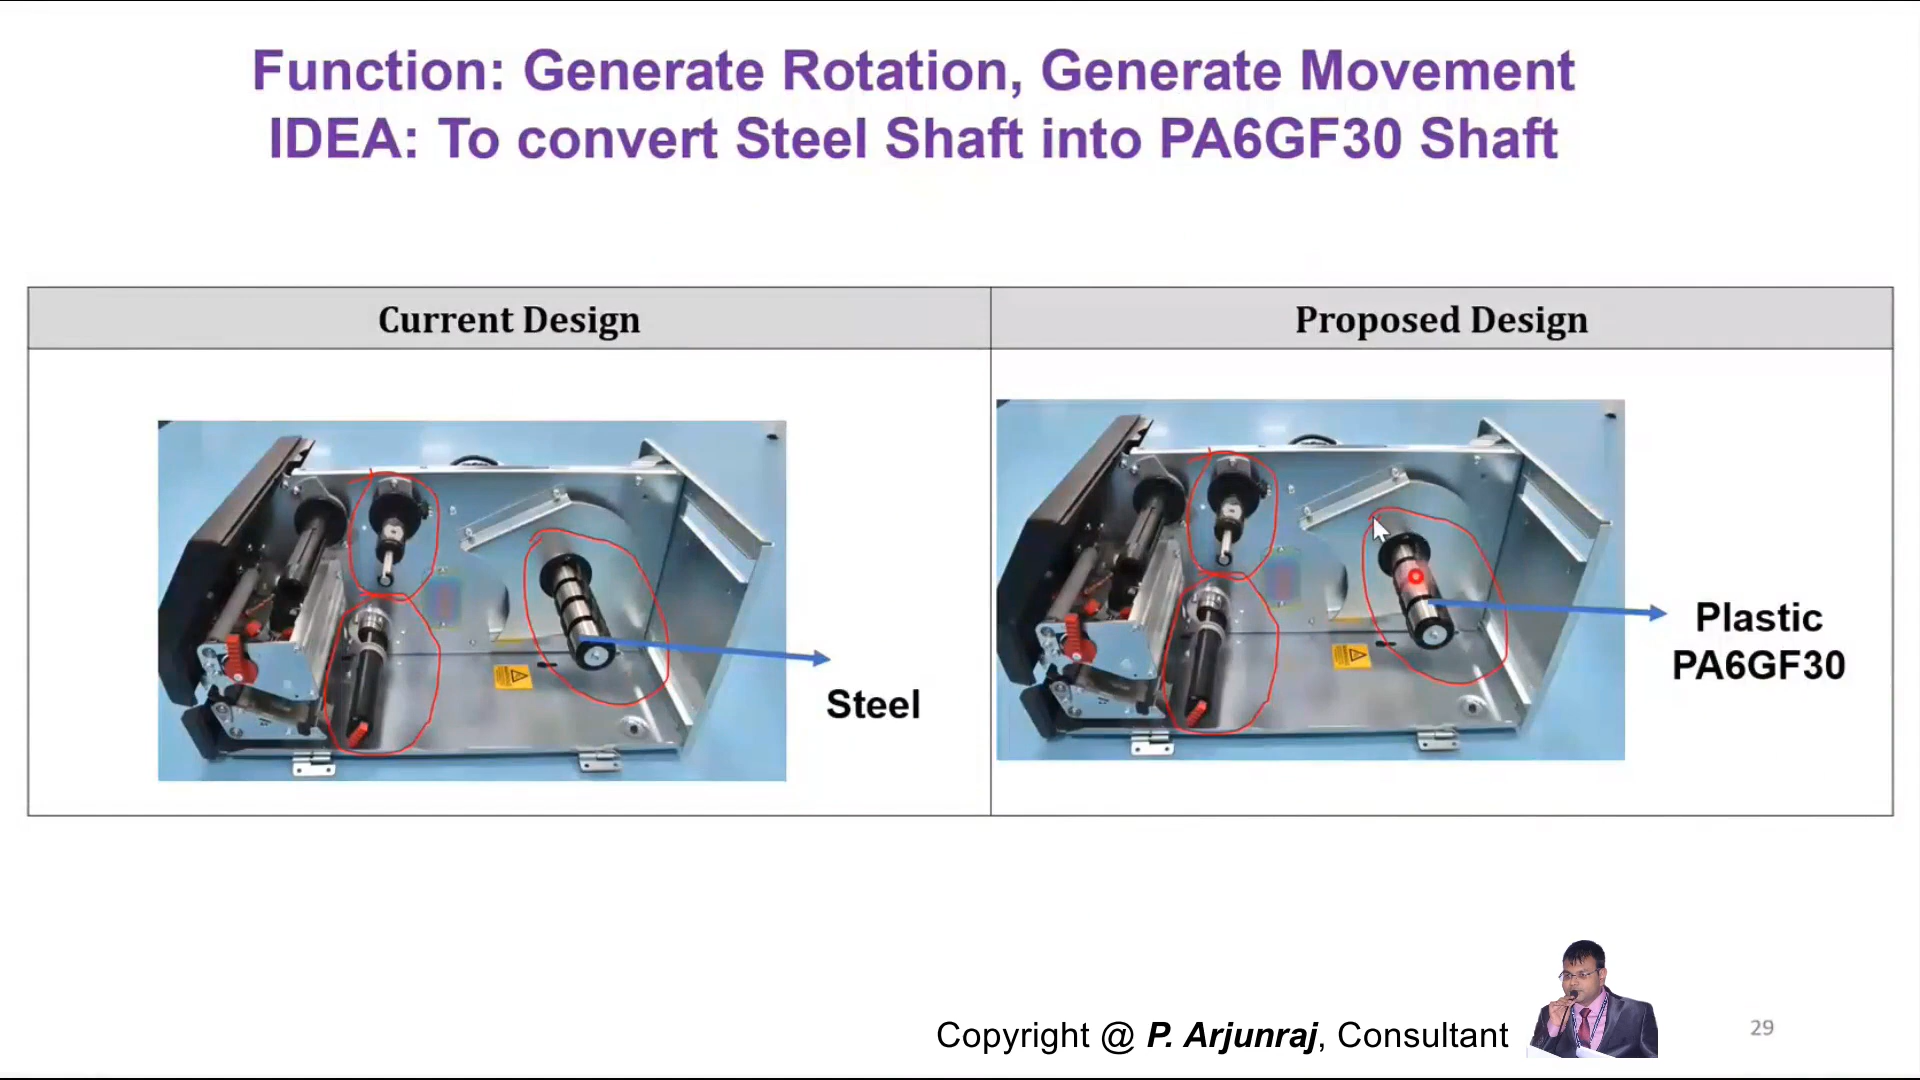 Function: Generate Rotation, Generate Movement
IDEA: To convert Steel Shaft into PA6GF30 Shaft
Current Design
Proposed Design
Steel
Plastic
PA6GF30
Copyright @ P. Arjunraj, Consultant
29